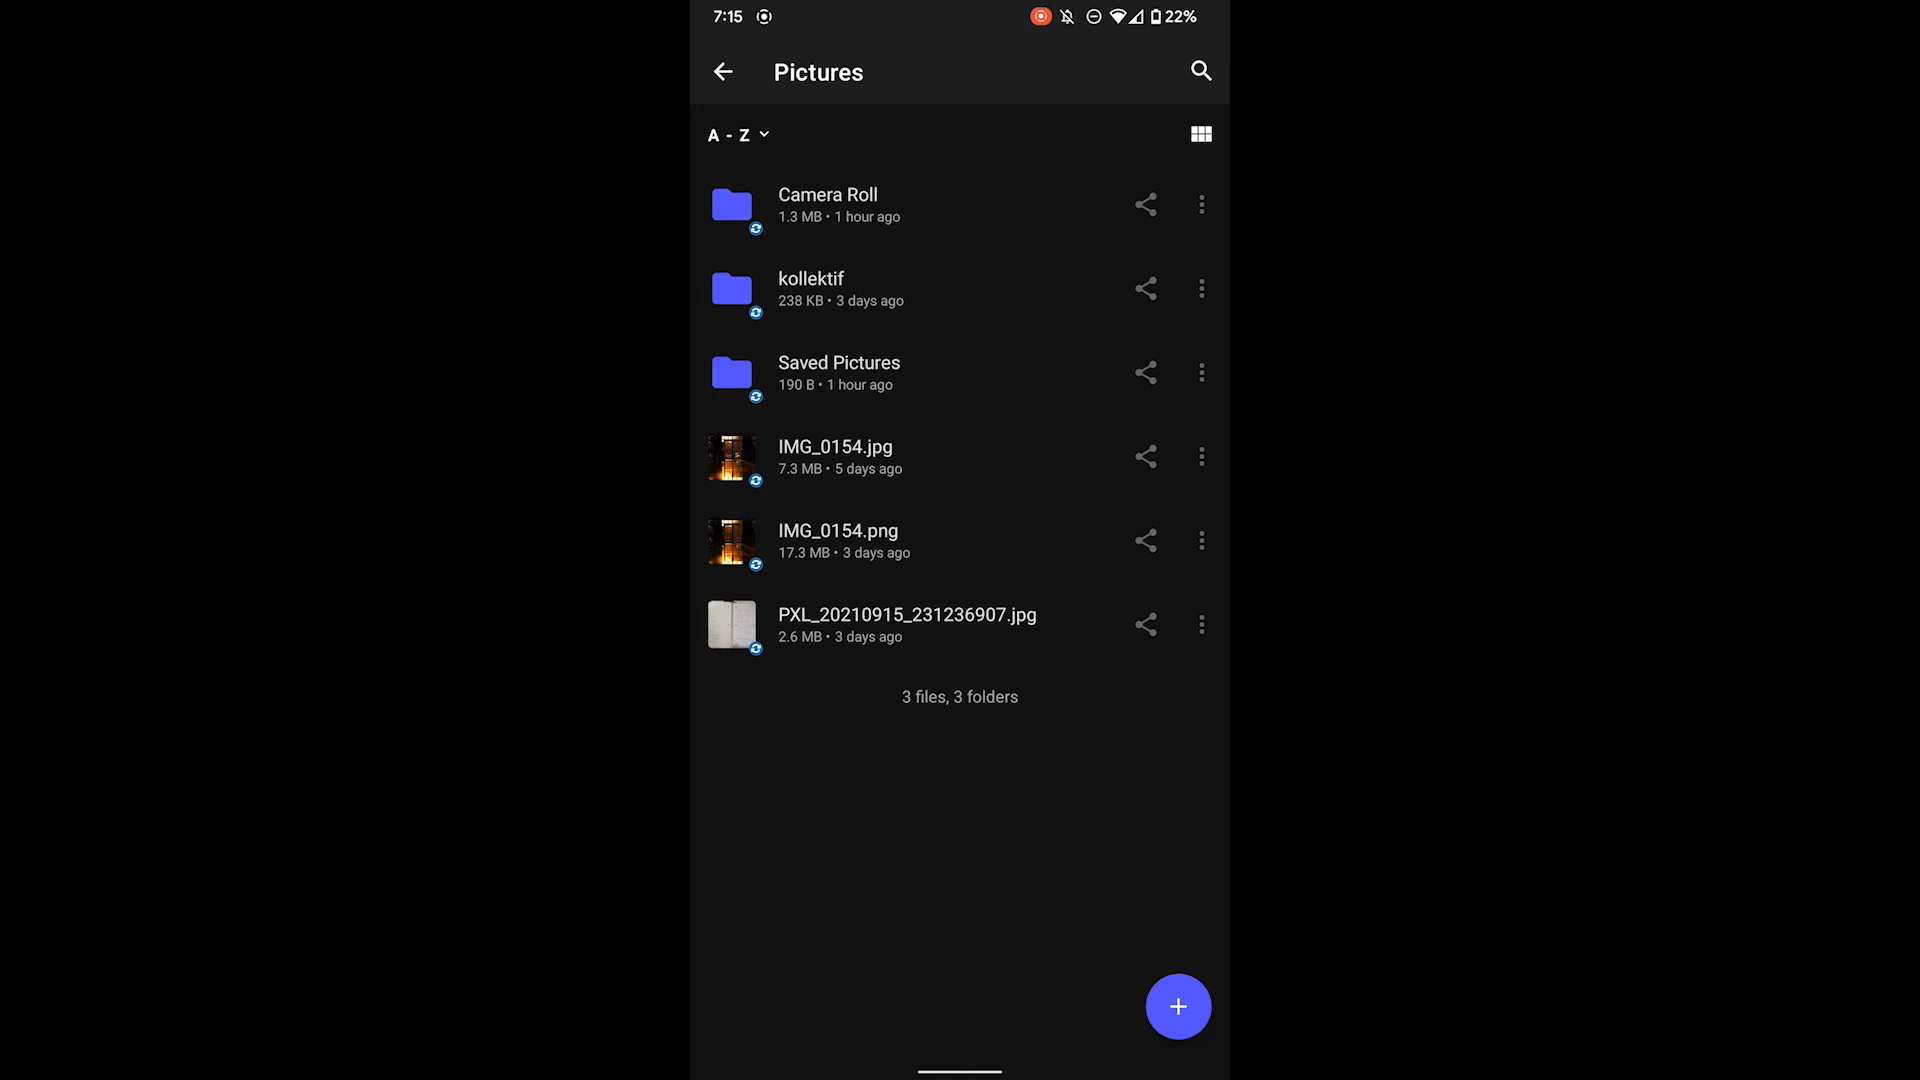 7:15
22%
Pictures
A - Z
Camera Roll
1.3 MB • 1 hour ago
kollektif
238 KB • 3 days ago
Saved Pictures
190 B • 1 hour ago
IMG_0154.jpg
7.3 MB • 5 days ago
IMG_0154.png
17.3 MB • 3 days ago
PXL_20210915_231236907.jpg
2.6 MB • 3 days ago
3 files, 3 folders